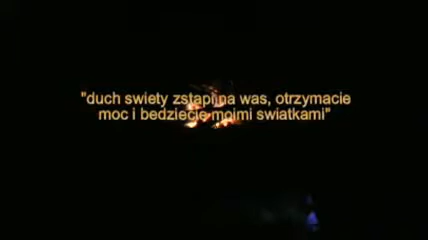 "duch swiety zstapi na was, otrzymacie
moc i bedziecie moimi swiatkami"